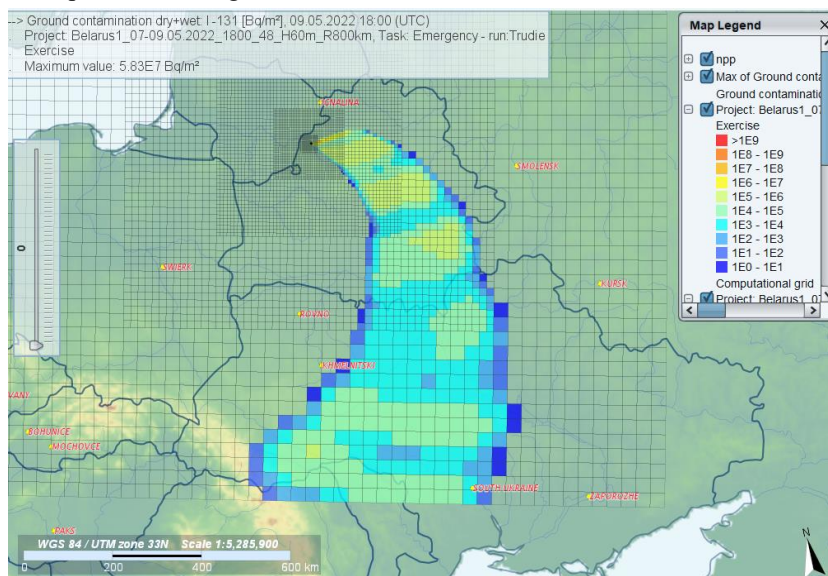 --> Ground contamination dry+wet: I -131 [Bq/m²], 09.05.2022 18:00 (UTC)
Project: Belarus1_07-09.05.2022_1800_48_H60m_R800km, Task: Emergency - run:Trudie
Exercise
Maximum value: 5.83E7 Bq/m²
Map Legend
npp
Max of Ground conta
Ground contaminatio
Project: Belarus1_07
Exercise
>1E9
1E8 - 1E9
1E7 - 1E8
1E6 - 1E7
1E5 - 1E6
1E4 - 1E5
1E3 - 1E4
1E2 - 1E3
1E1 - 1E2
1E0 - 1E1
Computational grid
Project: Belarus1_07
IGNALINA
SMOLENSK
SWIERK
KURSK
ROVNO
KHMELNITSKI
VANY
BOHUNICE
MOCHOVCE
SOUTH UKRAINE
ZAPOROZHE
PAKS
0
WGS 84 / UTM zone 33N Scale 1:5,285,900
0 200 400 600 km
N